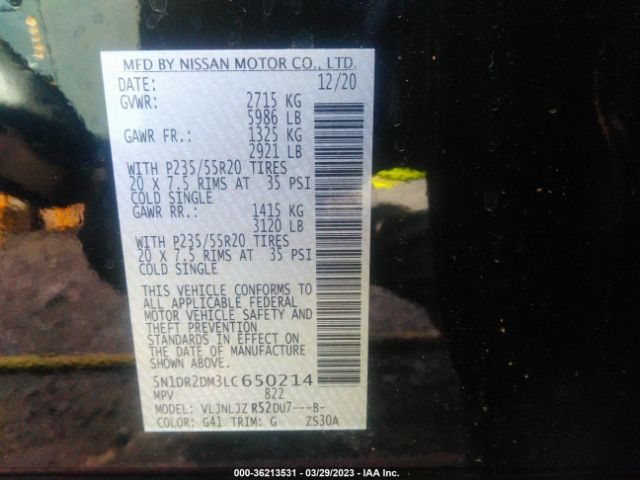 MFD BY NISSAN MOTOR CO., LTD.
DATE: 12/20
GVWR: 2715 KG
5986 LB
GAWR FR.: 1325 KG
2921 LB
WITH P235/55R20 TIRES
20 X 7.5 RIMS AT 35 PSI
COLD SINGLE
GAWR RR.: 1415 KG
3120 LB
WITH P235/55R20 TIRES
20 X 7.5 RIMS AT 35 PSI
COLD SINGLE
THIS VEHICLE CONFORMS TO
ALL APPLICABLE FEDERAL
MOTOR VEHICLE SAFETY AND
THEFT PREVENTION
STANDARDS IN EFFECT ON
THE DATE OF MANUFACTURE
SHOWN ABOVE.
5N1DR2DM3LC650214
MPV 822
MODEL: VLJNLJZ R52DU7---B-
COLOR: G41 TRIM: G ZS30A
000-36213531 - 03/29/2023 - IAA Inc.